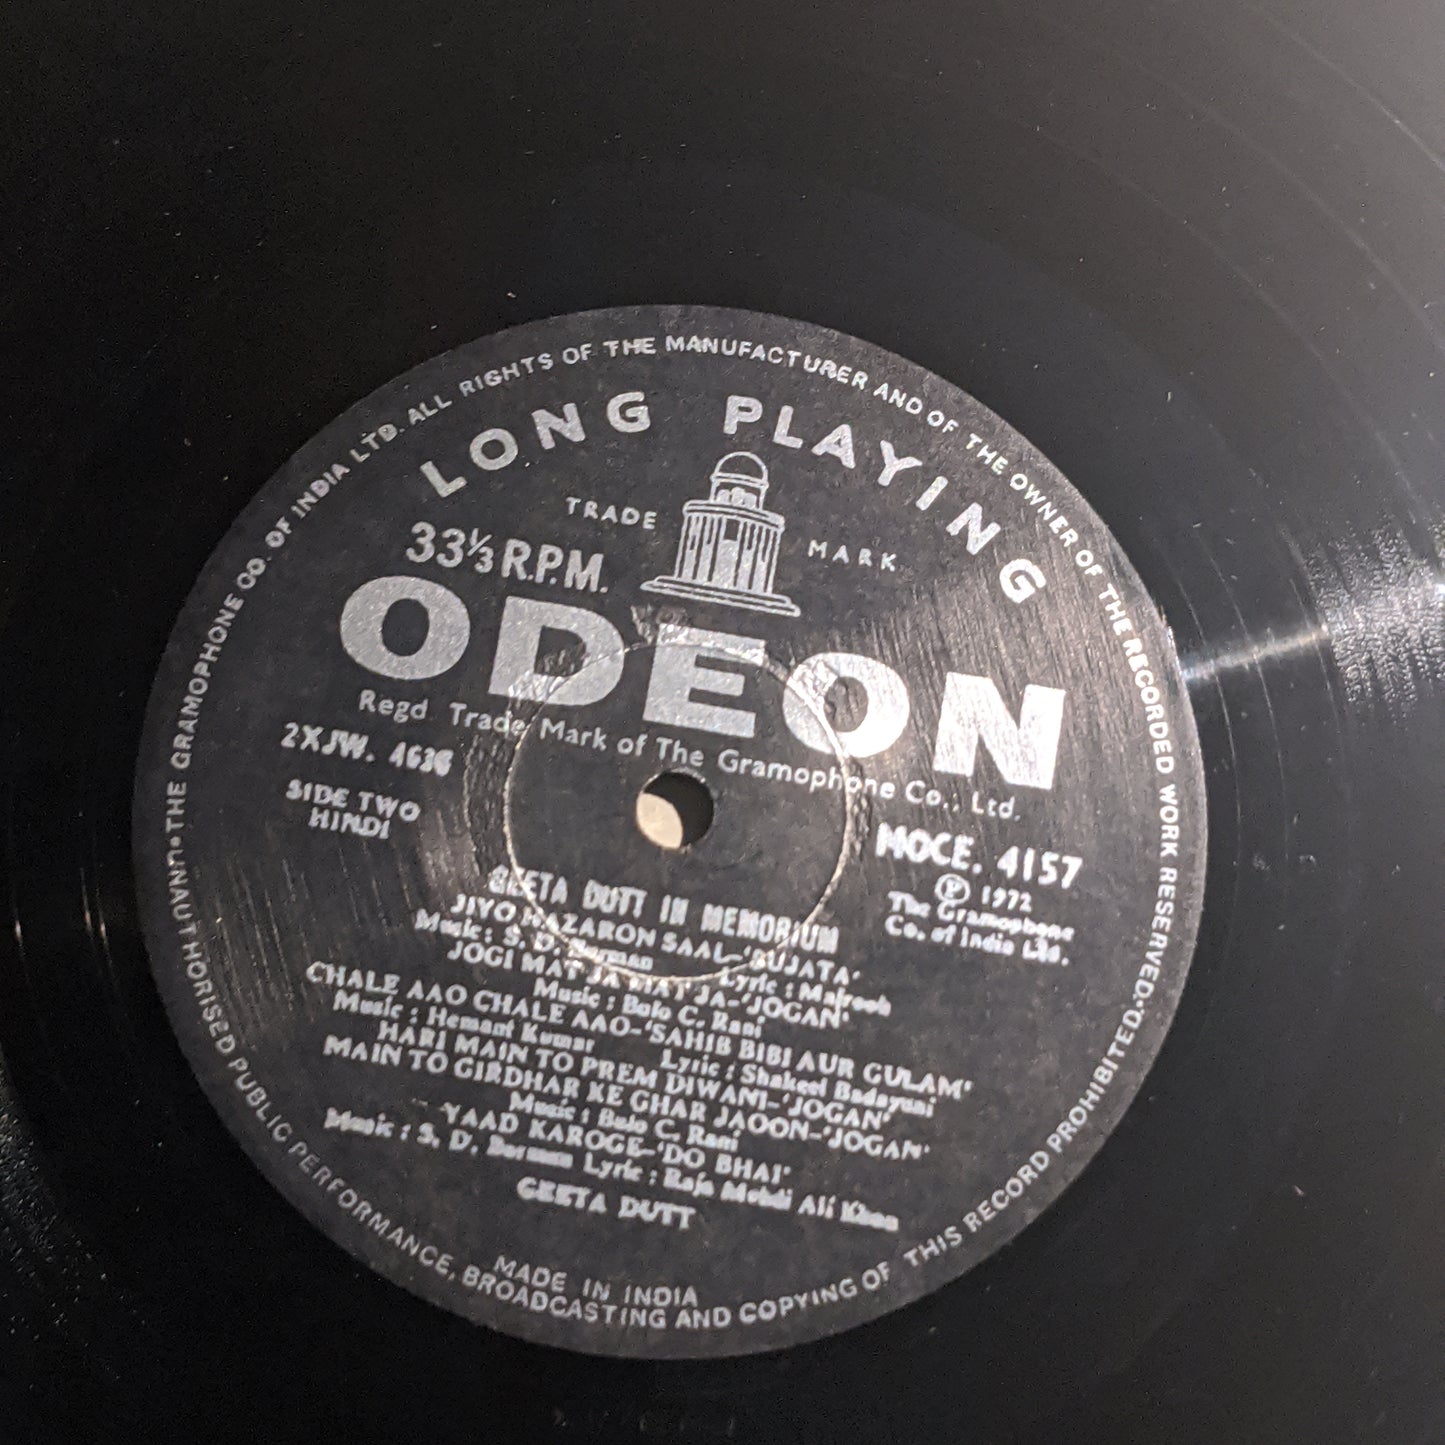 THE GRAMOPHONE CO. OF INDIA LTD. ALL RIGHTS OF THE MANUFACTURER AND OF THE OWNER OF THE RECORDED WORK RESERVED. UNAUTHORISED PUBLIC PERFORMANCE, BROADCASTING AND COPYING OF THIS RECORD PROHIBITED.
LONG PLAYING
TRADE MARK
33⅓ R.P.M.
ODEON
Regd Trade Mark of The Gramophone Co., Ltd.
2XJW.
SIDE TWO
HINDI
MOCE. 4157
Ⓟ 1972
The Gramophone
Co. of India Ltd.
GEETA DUTT IN MEMORIUM
JIYO HAZARON SAAL-'SUJATA'
Music : S. D. Burman Lyric : Majrooh
JOGI MAT JA MAT JA-'JOGAN'
Music : Bulo C. Rani
CHALE AAO CHALE AAO-'SAHIB BIBI AUR GULAM'
Music : Hemant Kumar Lyric : Shakeel Badayuni
HARI MAIN TO PREM DIWANI-'JOGAN'
MAIN TO GIRDHAR KE GHAR JAOON-'JOGAN'
Music : Bulo C. Rani
YAAD KAROGE-'DO BHAI'
Music : S. D. Burman Lyric : Raja Mehdi Ali Khan
GEETA DUTT
MADE IN INDIA